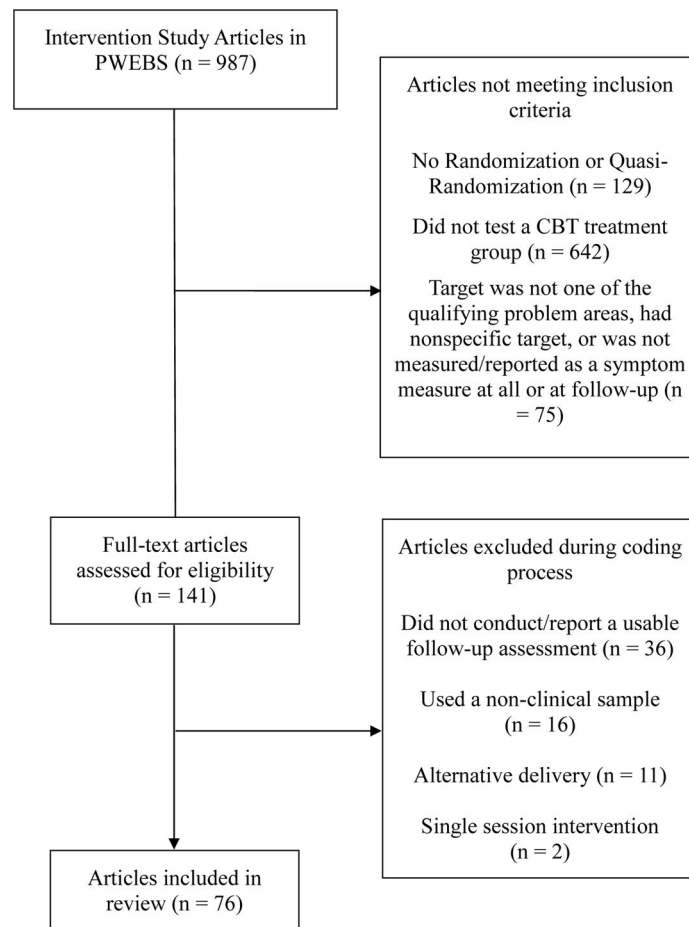 Intervention Study Articles in
PWEBS (n = 987)
Articles not meeting inclusion
criteria
No Randomization or Quasi-
Randomization (n = 129)
Did not test a CBT treatment
group (n = 642)
Target was not one of the
qualifying problem areas, had
nonspecific target, or was not
measured/reported as a symptom
measure at all or at follow-up (n
= 75)
Full-text articles
assessed for eligibility
(n = 141)
Articles excluded during coding
process
Did not conduct/report a usable
follow-up assessment (n = 36)
Used a non-clinical sample
(n = 16)
Alternative delivery (n = 11)
Single session intervention
(n = 2)
Articles included in
review (n = 76)